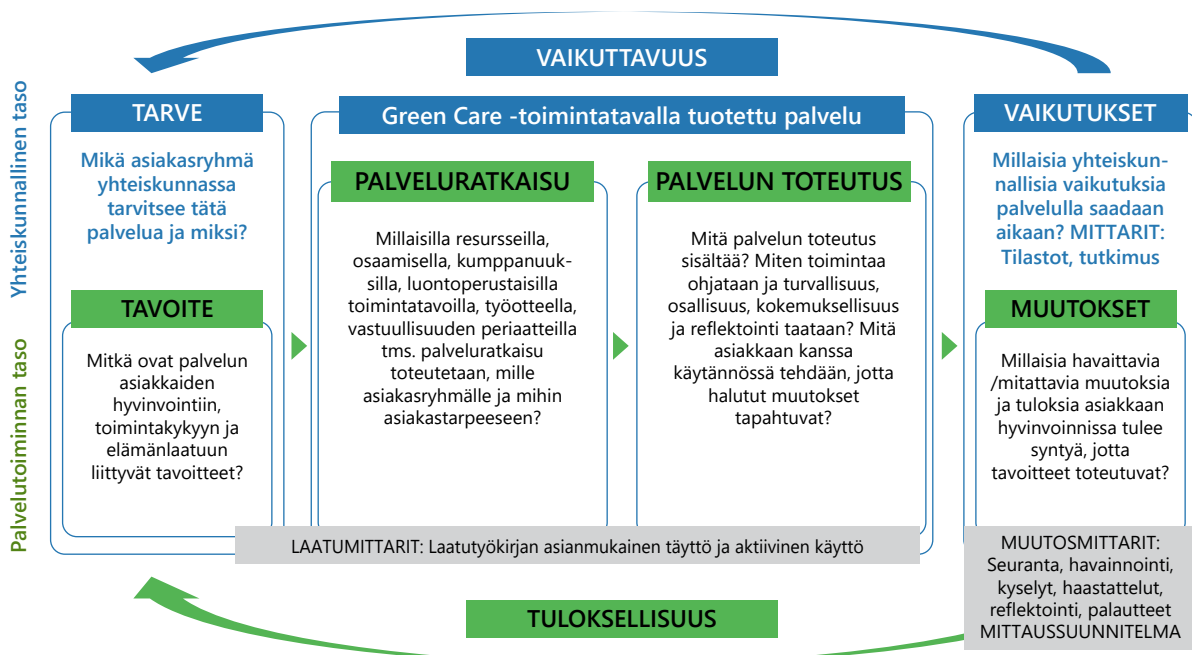 VAIKUTTAVUUS
Yhteiskunnallinen taso
Palvelutoiminnan taso
TARVE
Mikä asiakasryhmä
yhteiskunnassa
tarvitsee tätä
palvelua ja miksi?
TAVOITE
Mitkä ovat palvelun
asiakkaiden
hyvinvointiin,
toimintakykyyn ja
elämänlaatuun
liittyvät tavoitteet?
Green Care -toimintatavalla tuotettu palvelu
PALVELURATKAISU
Millaisilla resursseilla,
osaamisella, kumppanuuk-
silla, luontoperustaisilla
toimintatavoilla, työotteella,
vastuullisuuden periaatteilla
tms. palveluratkaisu
toteutetaan, mille
asiakasryhmälle ja mihin
asiakastarpeeseen?
PALVELUN TOTEUTUS
Mitä palvelun toteutus
sisältää? Miten toimintaa
ohjataan ja turvallisuus,
osallisuus, kokemuksellisuus
ja reflektointi taataan? Mitä
asiakkaan kanssa
käytännössä tehdään, jotta
halutut muutokset
tapahtuvat?
VAIKUTUKSET
Millaisia yhteiskun-
nallisia vaikutuksia
palvelulla saadaan
aikaan? MITTARIT:
Tilastot, tutkimus
MUUTOKSET
Millaisia havaittavia
/mitattavia muutoksia
ja tuloksia asiakkaan
hyvinvoinnissa tulee
syntyä, jotta
tavoitteet toteutuvat?
LAATUMITTARIT: Laatutyökirjan asianmukainen täyttö ja aktiivinen käyttö
MUUTOSMITTARIT:
Seuranta, havainnointi,
kyselyt, haastattelut,
reflektointi, palautteet
MITTAUSSUUNNITELMA
TULOKSELLISUUS